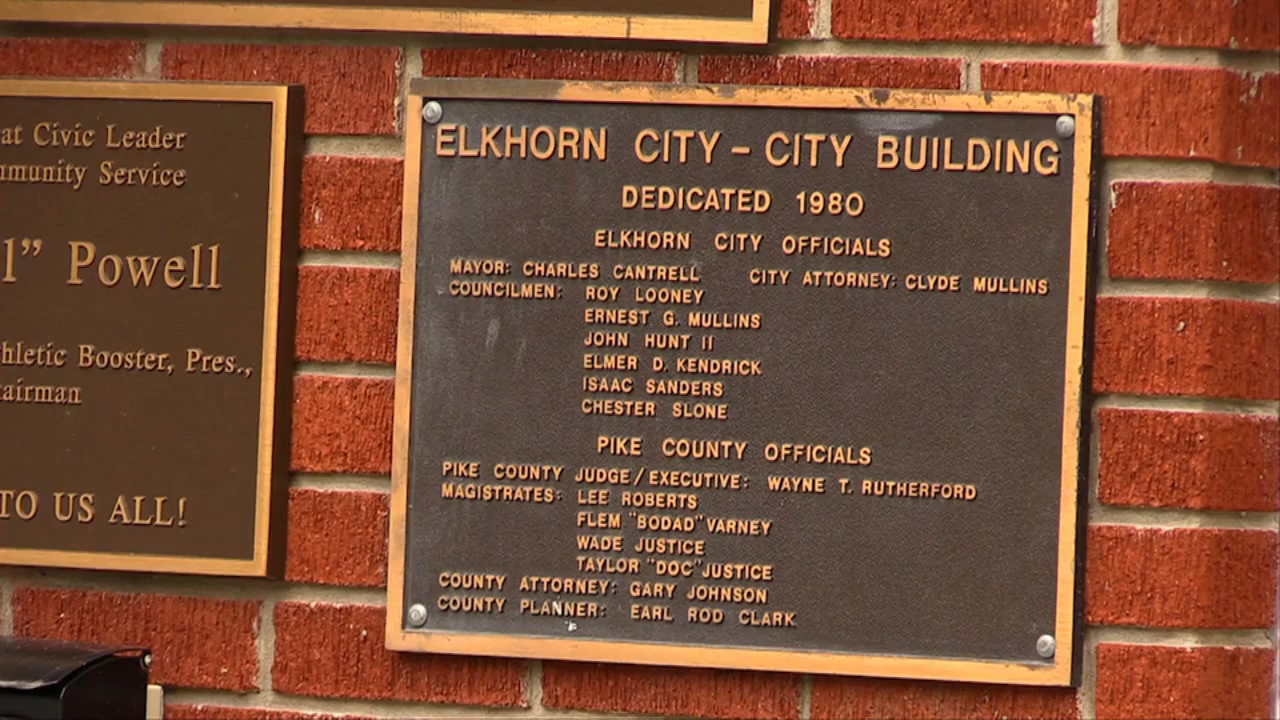 at Civic Leader
mmunity Service
l" Powell
hletic Booster, Pres.,
airman
TO US ALL!
ELKHORN CITY – CITY BUILDING
DEDICATED 1980
ELKHORN CITY OFFICIALS
MAYOR: CHARLES CANTRELL CITY ATTORNEY: CLYDE MULLINS
COUNCILMEN: ROY LOONEY
ERNEST G. MULLINS
JOHN HUNT II
ELMER D. KENDRICK
ISAAC SANDERS
CHESTER SLONE
PIKE COUNTY OFFICIALS
PIKE COUNTY JUDGE/EXECUTIVE: WAYNE T. RUTHERFORD
MAGISTRATES: LEE ROBERTS
FLEM "BODAD" VARNEY
WADE JUSTICE
TAYLOR "DOC" JUSTICE
COUNTY ATTORNEY: GARY JOHNSON
COUNTY PLANNER: EARL ROD CLARK